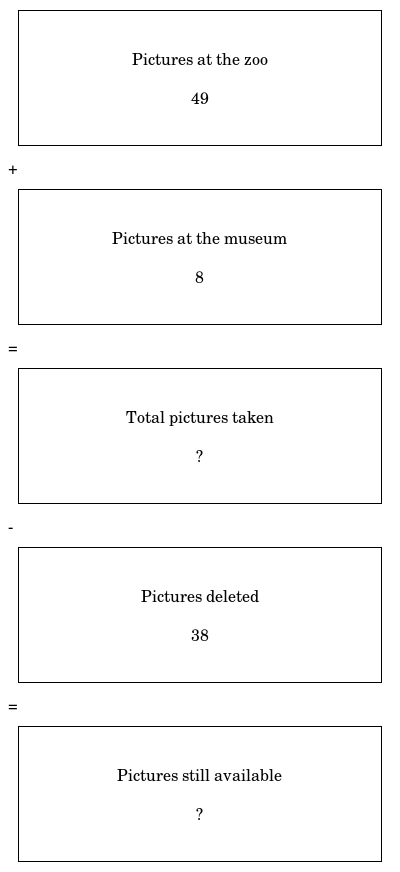 Pictures at the zoo
49
+
Pictures at the museum
8
=
Total pictures taken
?
-
Pictures deleted
38
=
Pictures still available
?